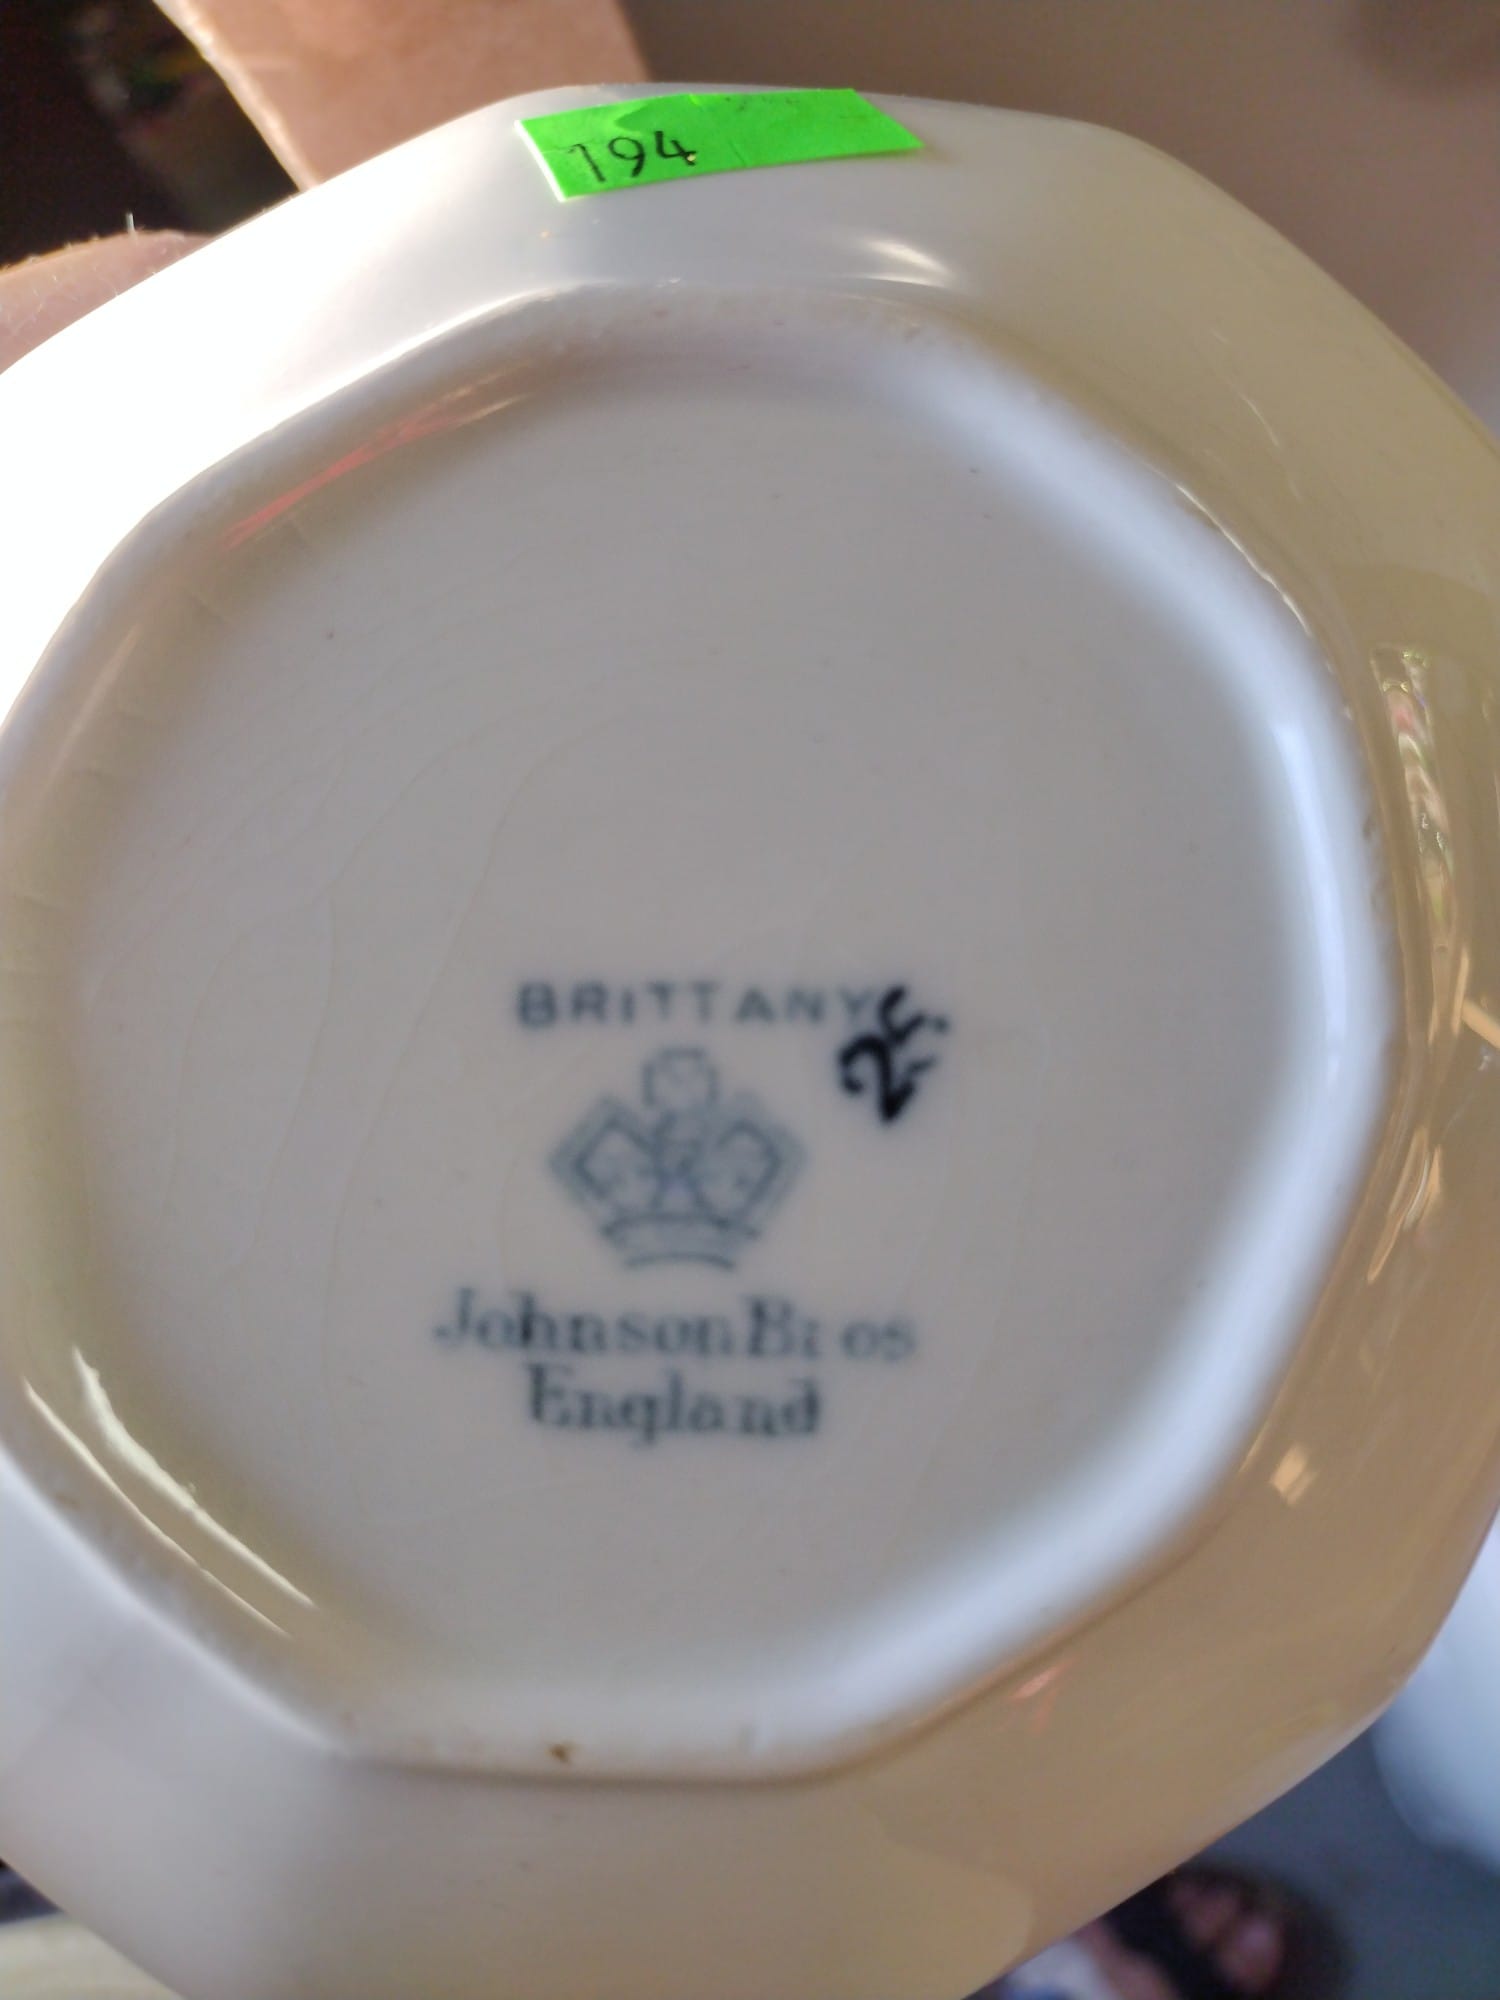 194
BRITTANY
Johnson Bros
England